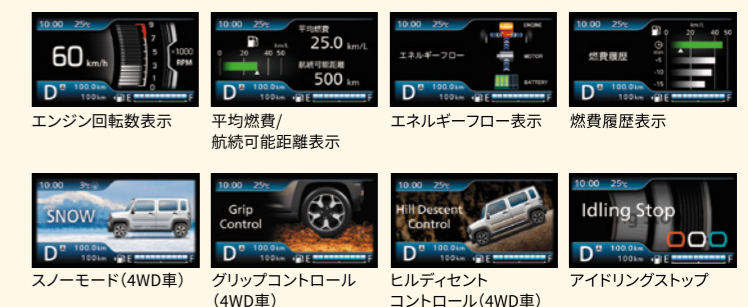 10:00 25℃
60 km/h
9
7
5
3
1
0
×1000
RPM
D A 100.0km
100km E F
エンジン回転数表示
10:00 25℃
平均燃費
km/L
0 20 40 50
25.0 km/L
航続可能距離
500 km
D A 100.0km
100km E F
平均燃費/
航続可能距離表示
10:00 25℃
ENGINE
エネルギーフロー
MOTOR
BATTERY
D A 100.0km
100km E F
エネルギーフロー表示
10:00 25℃
km/L
0 20 40 50
燃費履歴
min
-5
-10
-15
D A 100.0km
100km E F
燃費履歴表示
10:00 3℃
SNOW
D A 100.0km
100km E F
スノーモード(4WD車)
10:00 25℃
Grip
Control
D A 100.0km
100km E F
グリップコントロール
(4WD車)
10:00 25℃
Hill Descent
Control
D A 100.0km
100km E F
ヒルディセント
コントロール(4WD車)
10:00 25℃
Idling Stop
D A 100.0km
100km E F
アイドリングストップ